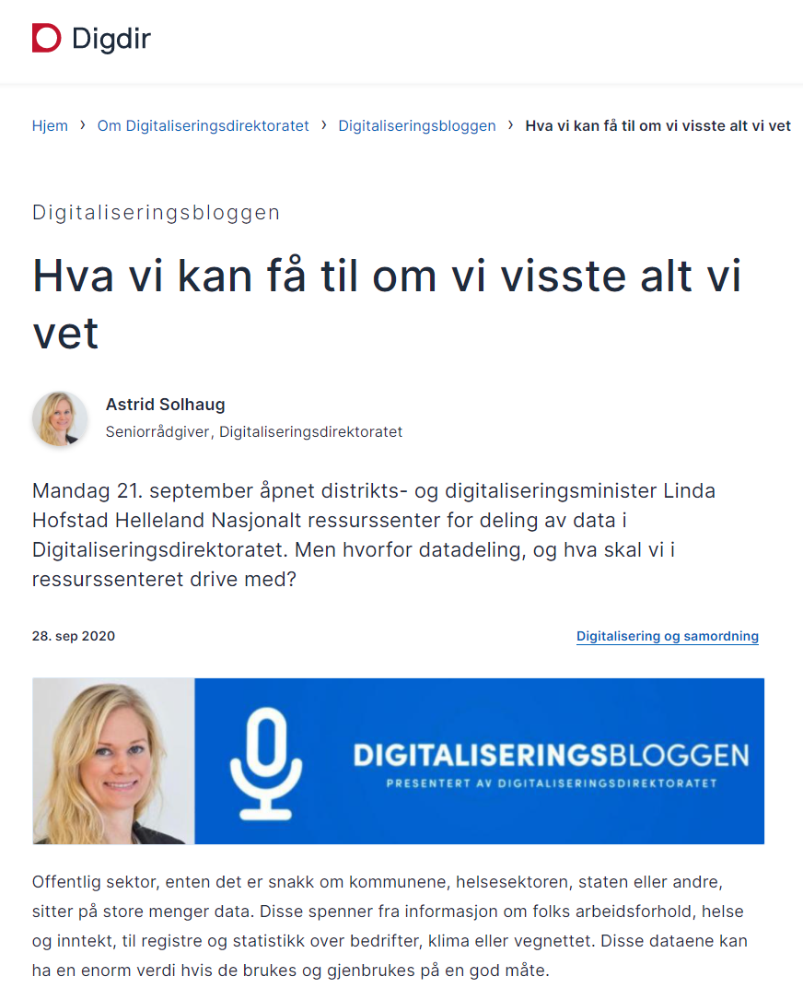 Digdir
Hjem › Om Digitaliseringsdirektoratet › Digitaliseringsbloggen › Hva vi kan få til om vi visste alt vi vet
Digitaliseringsbloggen
Hva vi kan få til om vi visste alt vi
vet
Astrid Solhaug
Seniorrådgiver, Digitaliseringsdirektoratet
Mandag 21. september åpnet distrikts- og digitaliseringsminister Linda
Hofstad Helleland Nasjonalt ressurssenter for deling av data i
Digitaliseringsdirektoratet. Men hvorfor datadeling, og hva skal vi i
ressurssenteret drive med?
28. sep 2020 Digitalisering og samordning
DIGITALISERINGSBLOGGEN
PRESENTERT AV DIGITALISERINGSDIREKTORATET
Offentlig sektor, enten det er snakk om kommunene, helsesektoren, staten eller andre,
sitter på store menger data. Disse spenner fra informasjon om folks arbeidsforhold, helse
og inntekt, til registre og statistikk over bedrifter, klima eller vegnettet. Disse dataene kan
ha en enorm verdi hvis de brukes og gjenbrukes på en god måte.